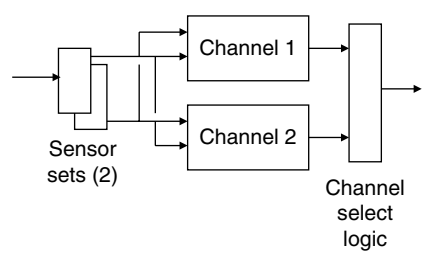 Channel 1
Channel 2
Sensor
sets (2)
Channel
select
logic